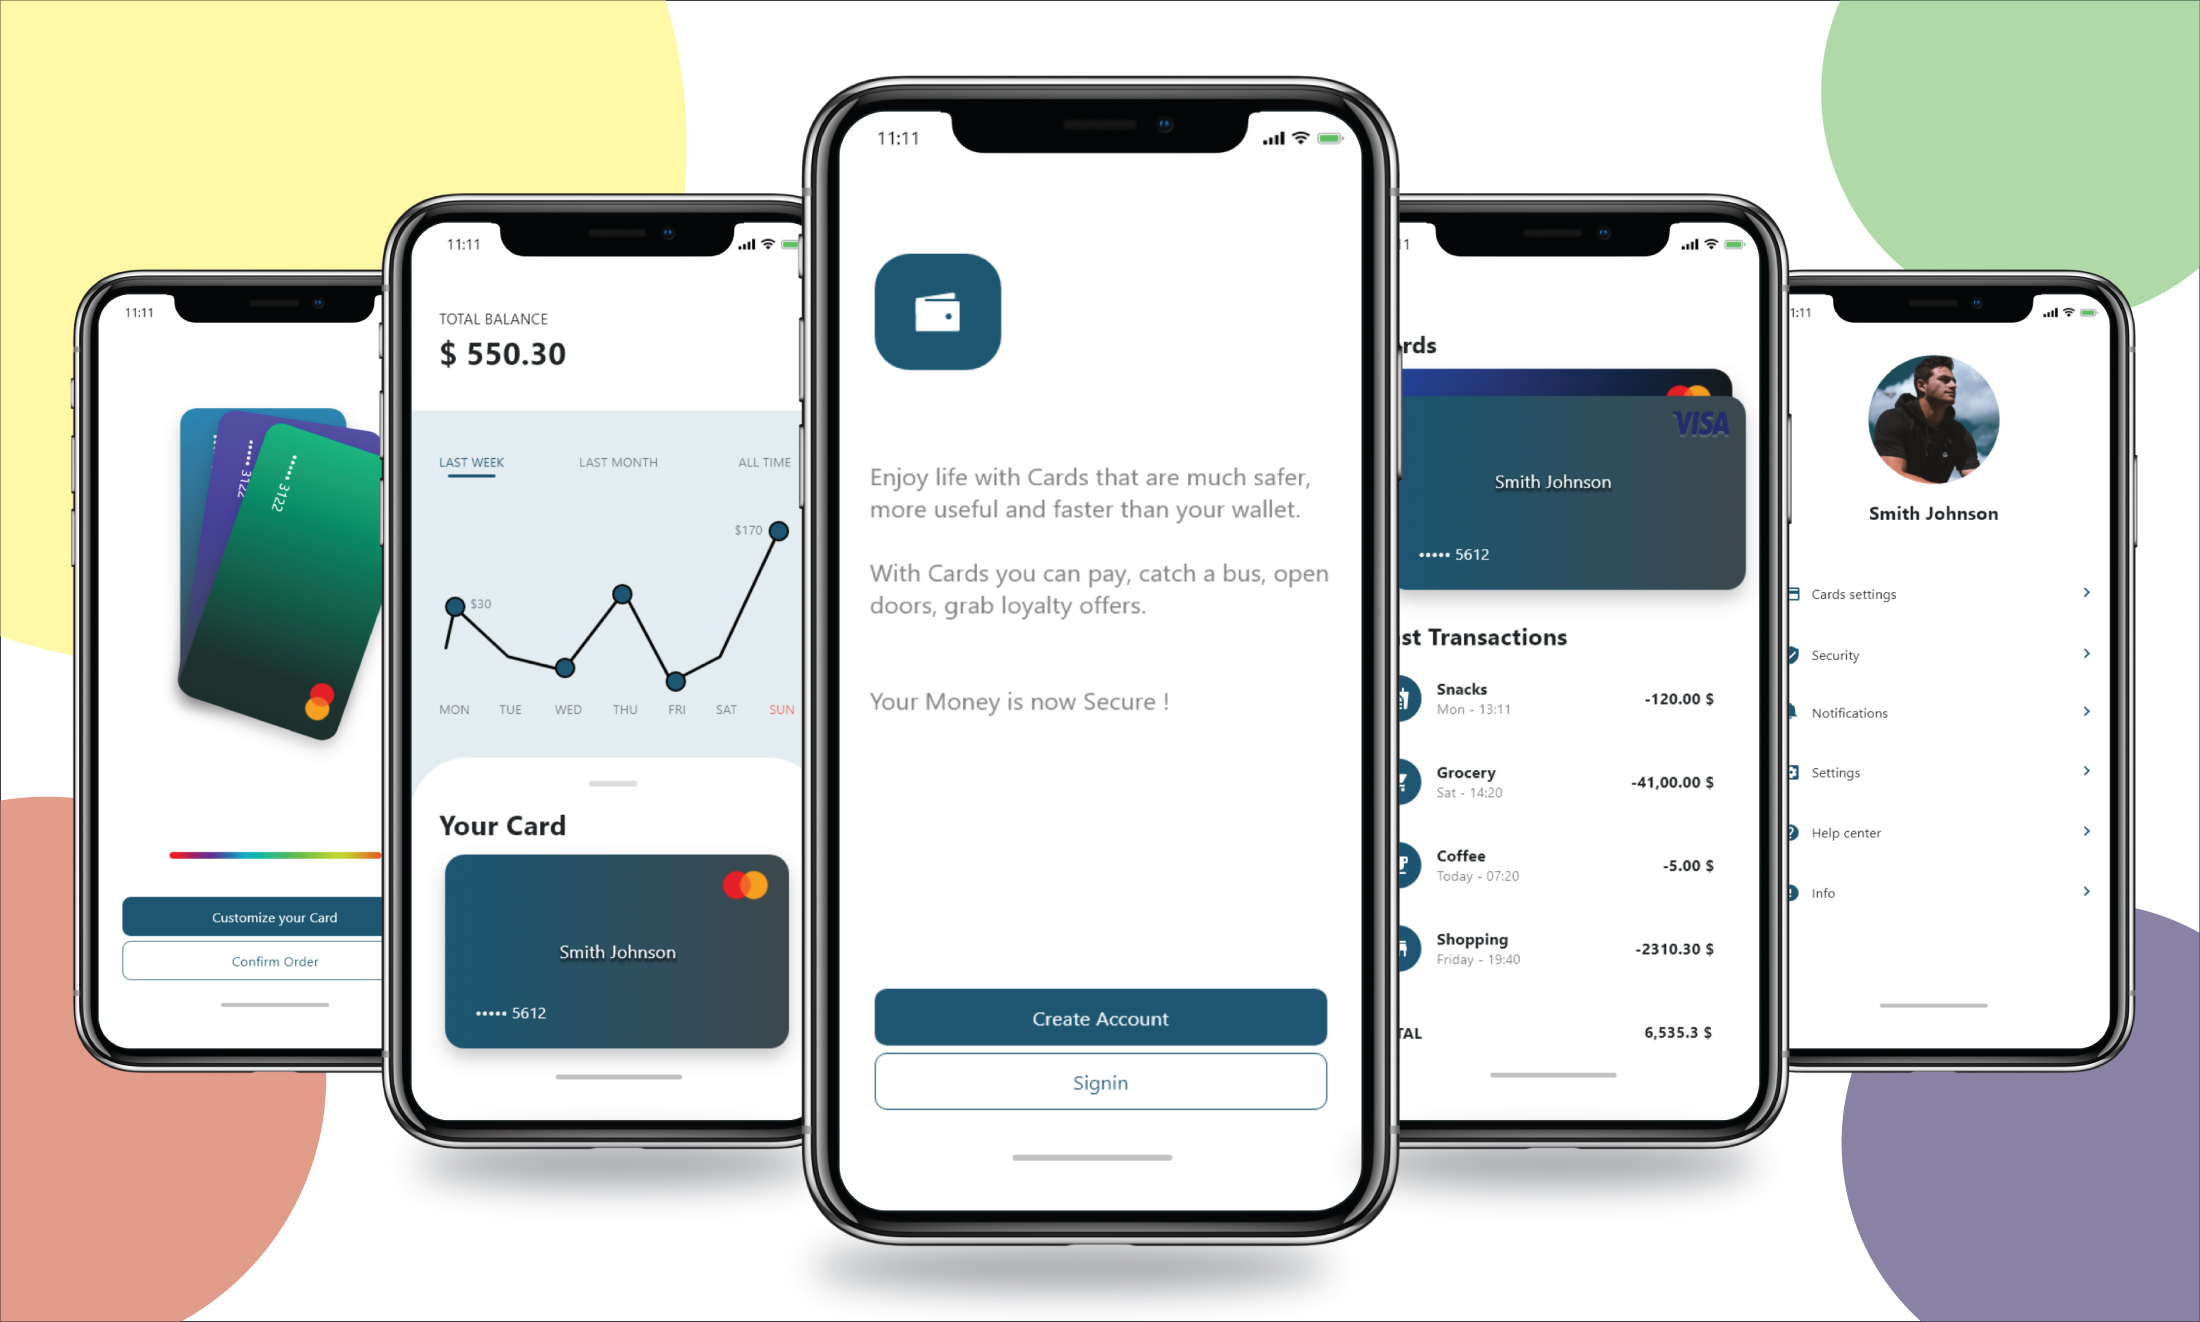 11:11
3122
3122
Customize your Card
Confirm Order
11:11
TOTAL BALANCE
$ 550.30
LAST WEEK LAST MONTH ALL TIME
$170
$30
MON TUE WED THU FRI SAT SUN
Your Card
Smith Johnson
••••• 5612
11:11
Enjoy life with Cards that are much safer,
more useful and faster than your wallet.
With Cards you can pay, catch a bus, open
doors, grab loyalty offers.
Your Money is now Secure !
Create Account
Signin
11
rds
VISA
Smith Johnson
••••• 5612
st Transactions
Snacks -120.00 $
Mon - 13:11
Grocery -41,00.00 $
Sat - 14:20
Coffee -5.00 $
Today - 07:20
Shopping -2310.30 $
Friday - 19:40
TAL 6,535.3 $
1:11
Smith Johnson
Cards settings
Security
Notifications
Settings
Help center
Info